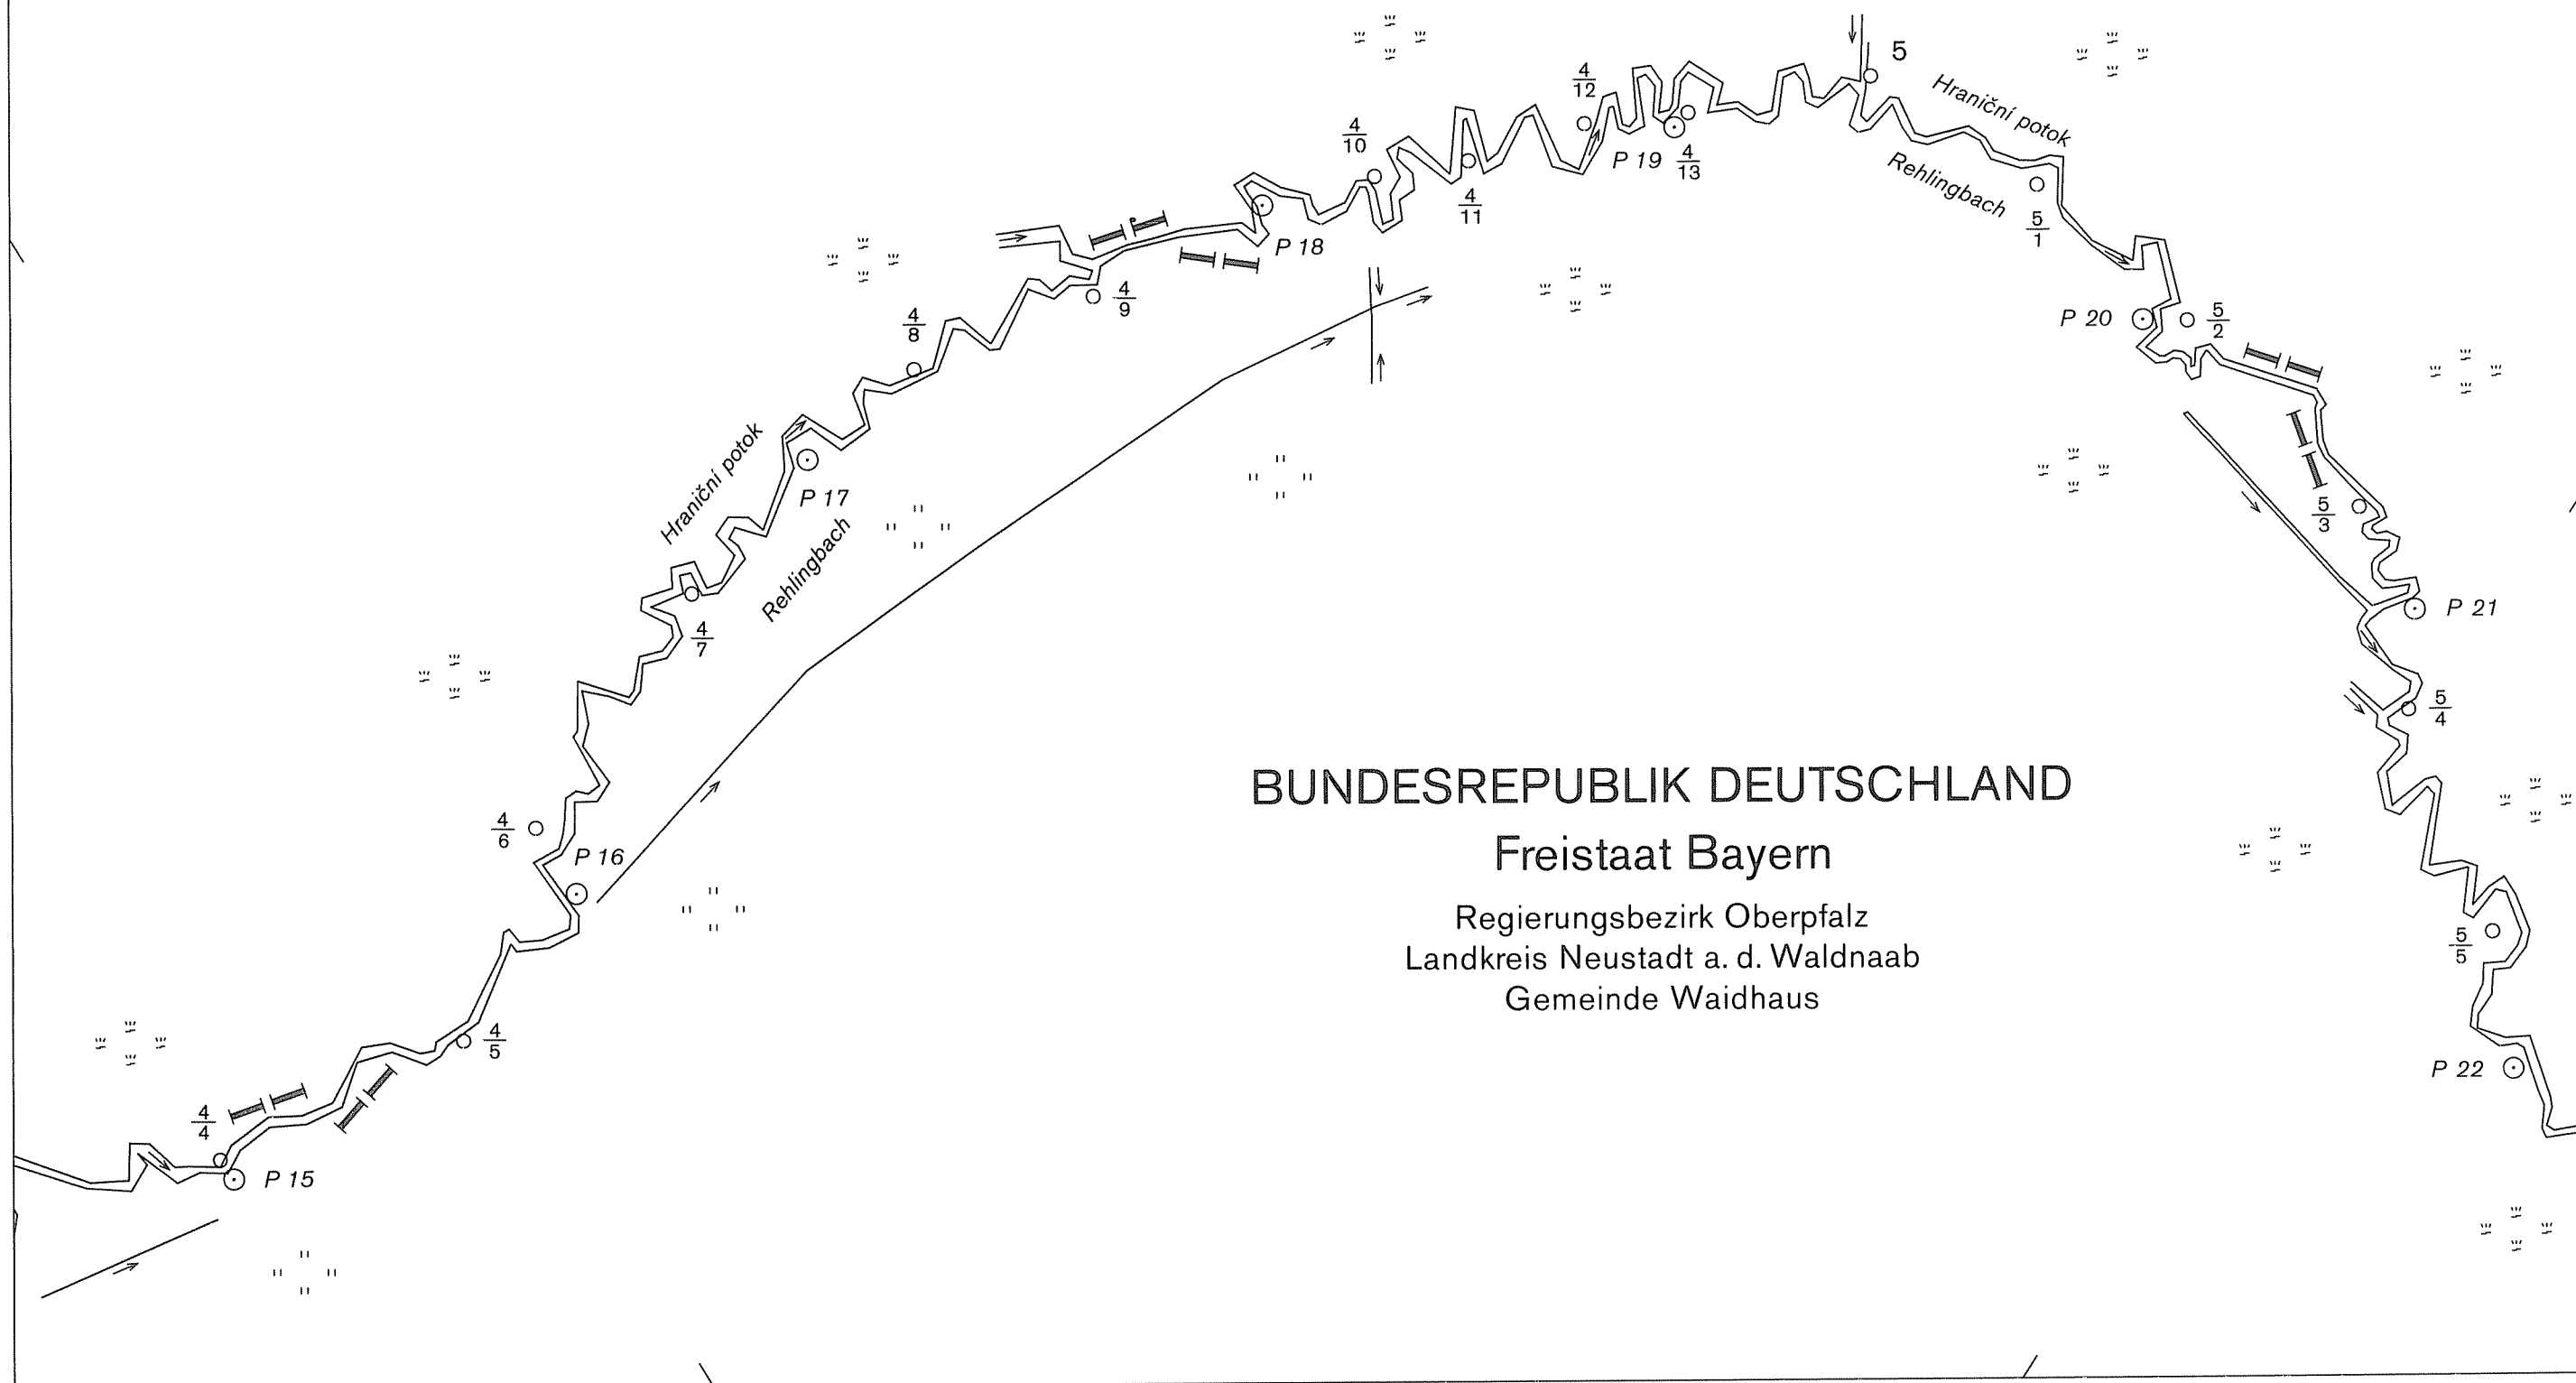 5
Hraniční potok
Rehlingbach
4/12
P 19
4/13
4/10
4/11
5/1
P 18
4/9
4/8
P 20
5/2
Hraniční potok
P 17
Rehlingbach
5/3
4/7
P 21
5/4
4/6
P 16
BUNDESREPUBLIK DEUTSCHLAND
Freistaat Bayern
Regierungsbezirk Oberpfalz
Landkreis Neustadt a. d. Waldnaab
Gemeinde Waidhaus
5/5
4/5
P 22
4/4
P 15